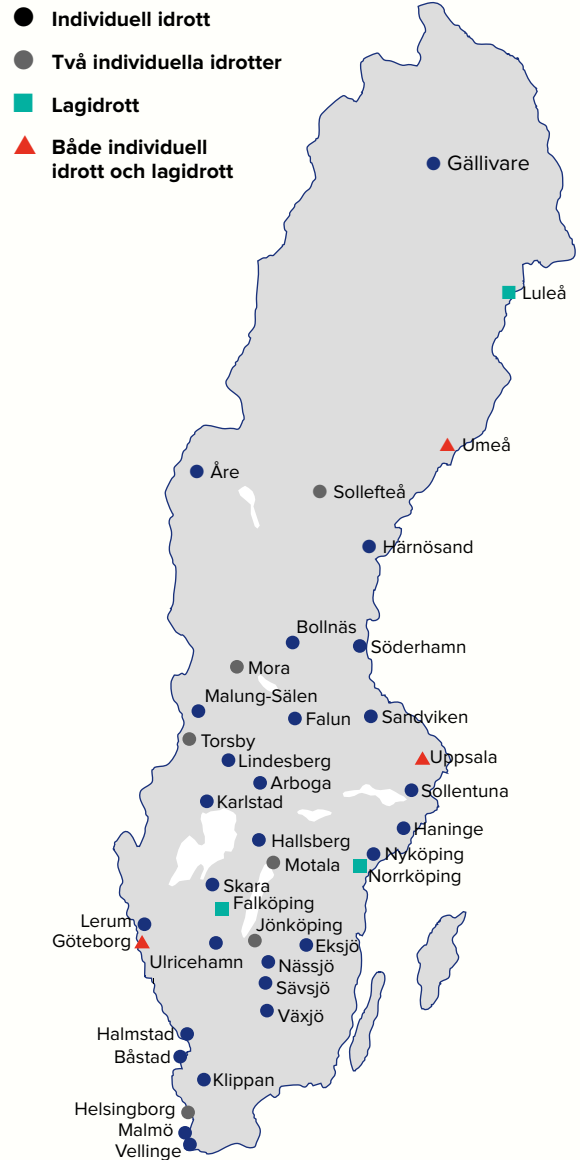 Individuell idrott
Två individuella idrotter
Lagidrott
Både individuell
idrott och lagidrott
Gällivare
Luleå
Umeå
Åre
Sollefteå
Härnösand
Bollnäs
Söderhamn
Mora
Malung-Sälen
Falun
Sandviken
Torsby
Uppsala
Lindesberg
Arboga
Sollentuna
Karlstad
Haninge
Hallsberg
Nyköping
Motala
Norrköping
Skara
Falköping
Lerum
Jönköping
Göteborg
Eksjö
Ulricehamn
Nässjö
Sävsjö
Växjö
Halmstad
Båstad
Klippan
Helsingborg
Malmö
Vellinge